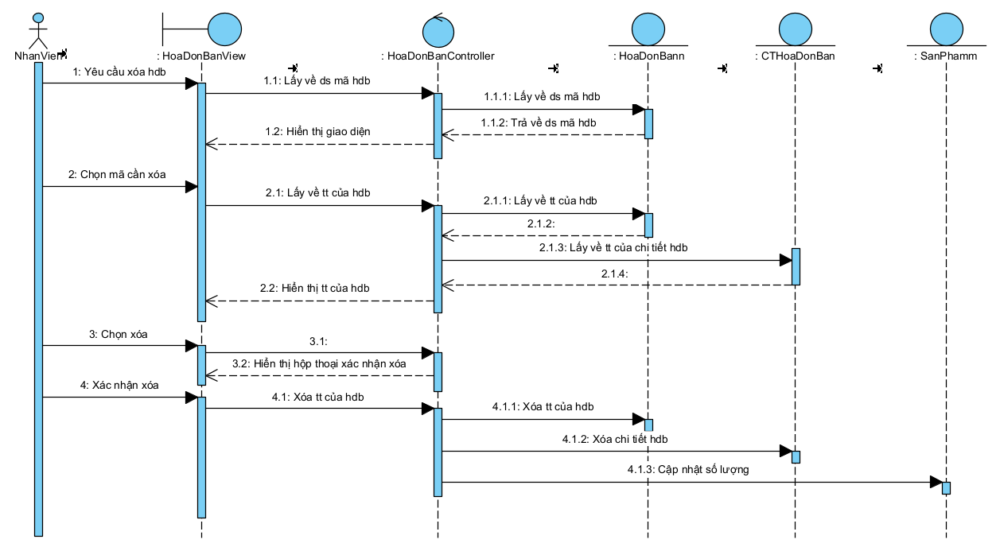 NhanVien
: HoaDonBanView
: HoaDonBanController
: HoaDonBann
: CTHoaDonBan
: SanPhamm
1: Yêu cầu xóa hdb
1.1: Lấy về ds mã hdb
1.1.1: Lấy về ds mã hdb
1.1.2: Trả về ds mã hdb
1.2: Hiển thị giao diện
2: Chọn mã cần xóa
2.1: Lấy về tt của hdb
2.1.1: Lấy về tt của hdb
2.1.2:
2.1.3: Lấy về tt của chi tiết hdb
2.1.4:
2.2: Hiển thị tt của hdb
3: Chọn xóa
3.1:
3.2: Hiển thị hộp thoại xác nhận xóa
4: Xác nhận xóa
4.1: Xóa tt của hdb
4.1.1: Xóa tt của hdb
4.1.2: Xóa chi tiết hdb
4.1.3: Cập nhật số lượng